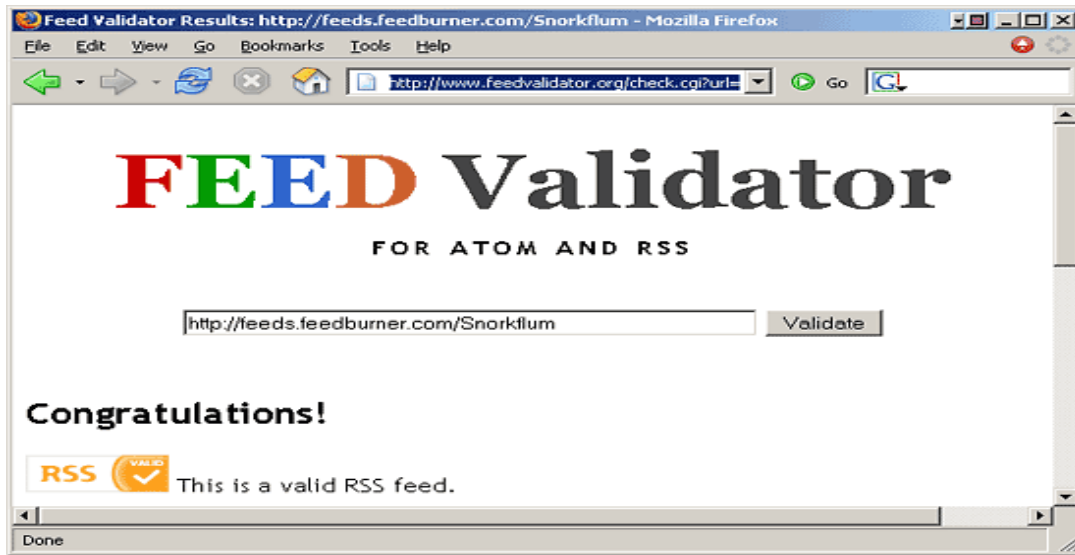 Feed Validator Results: http://feeds.feedburner.com/Snorkflum - Mozilla Firefox
File Edit View Go Bookmarks Tools Help
http://www.feedvalidator.org/check.cgi?url= Go G
FEED Validator
FOR ATOM AND RSS
http://feeds.feedburner.com/Snorkflum Validate
Congratulations!
RSS VALID This is a valid RSS feed.
Done